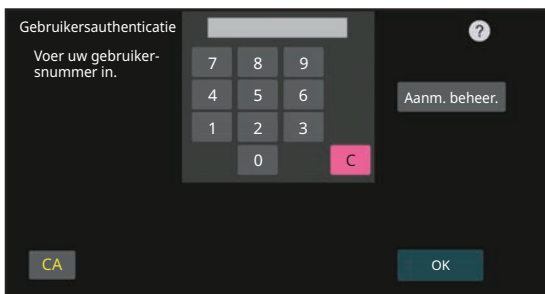 Gebruikersauthenticatie
?
Voer uw gebruiker-
snummer in.
7 8 9
4 5 6
Aanm. beheer.
1 2 3
0 C
CA
OK